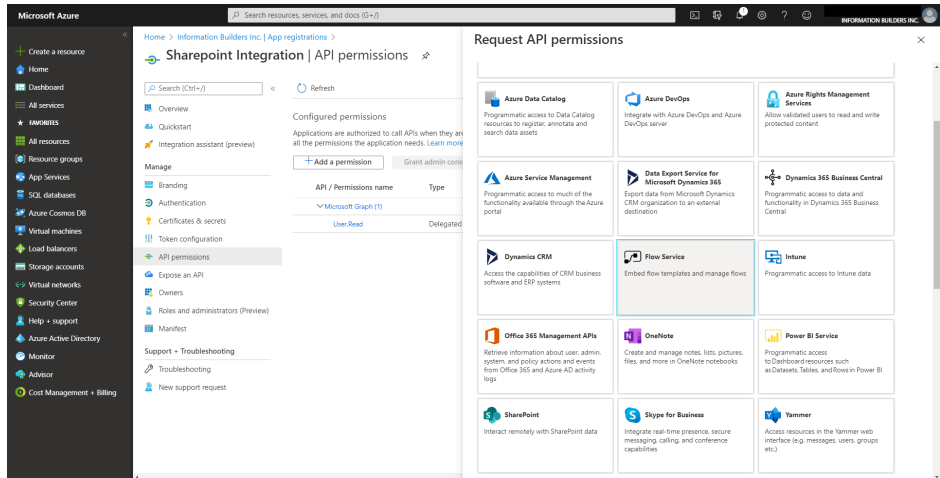 Microsoft Azure
Search resources, services, and docs (G+/)
INFORMATION BUILDERS INC.
Create a resource
Home
Dashboard
All services
FAVORITES
All resources
Resource groups
App Services
SQL databases
Azure Cosmos DB
Virtual machines
Load balancers
Storage accounts
Virtual networks
Security Center
Help + support
Azure Active Directory
Monitor
Advisor
Cost Management + Billing
Home > Information Builders Inc. | App registrations >
Sharepoint Integration | API permissions
Search (Ctrl+/)
Overview
Quickstart
Integration assistant (preview)
Manage
Branding
Authentication
Certificates & secrets
Token configuration
API permissions
Expose an API
Owners
Roles and administrators (Preview)
Manifest
Support + Troubleshooting
Troubleshooting
New support request
Refresh
Configured permissions
Applications are authorized to call APIs when they are
all the permissions the application needs. Learn more
Add a permission
Grant admin cons
API / Permissions name Type
Microsoft Graph (1)
User.Read Delegated
Request API permissions
Azure Data Catalog
Programmatic access to Data Catalog
resources to register, annotate and
search data assets
Azure DevOps
Integrate with Azure DevOps and Azure
DevOps server
Azure Rights Management
Services
Allow validated users to read and write
protected content
Azure Service Management
Programmatic access to much of the
functionality available through the Azure
portal
Data Export Service for
Microsoft Dynamics 365
Export data from Microsoft Dynamics
CRM organization to an external
destination
Dynamics 365 Business Central
Programmatic access to data and
functionality in Dynamics 365 Business
Central
Dynamics CRM
Access the capabilities of CRM business
software and ERP systems
Flow Service
Embed flow templates and manage flows
Intune
Programmatic access to Intune data
Office 365 Management APIs
Retrieve information about user, admin,
system, and policy actions and events
from Office 365 and Azure AD activity
logs
OneNote
Create and manage notes, lists, pictures,
files, and more in OneNote notebooks
Power BI Service
Programmatic access
to Dashboard resources such
as Datasets, Tables, and Rows in Power BI
SharePoint
Interact remotely with SharePoint data
Skype for Business
Integrate real-time presence, secure
messaging, calling, and conference
capabilities
Yammer
Access resources in the Yammer web
interface (e.g. messages, users, groups
etc.)